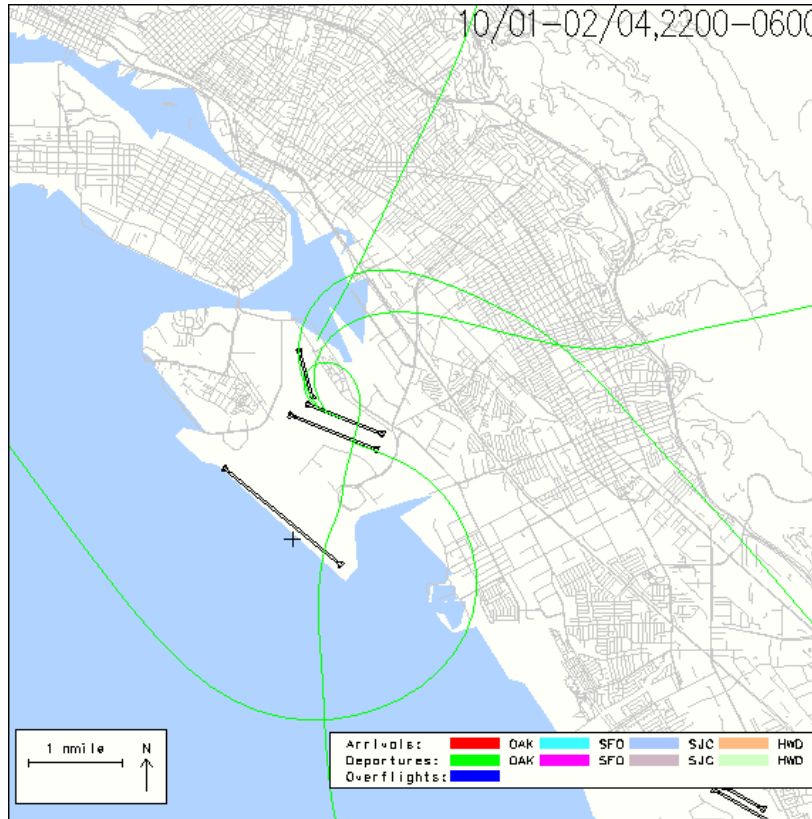 10/01-02/04,2200-0600
1 nmile N
Arrivals: OAK SFO SJC HWD
Departures: OAK SFO SJC HWD
Overflights: